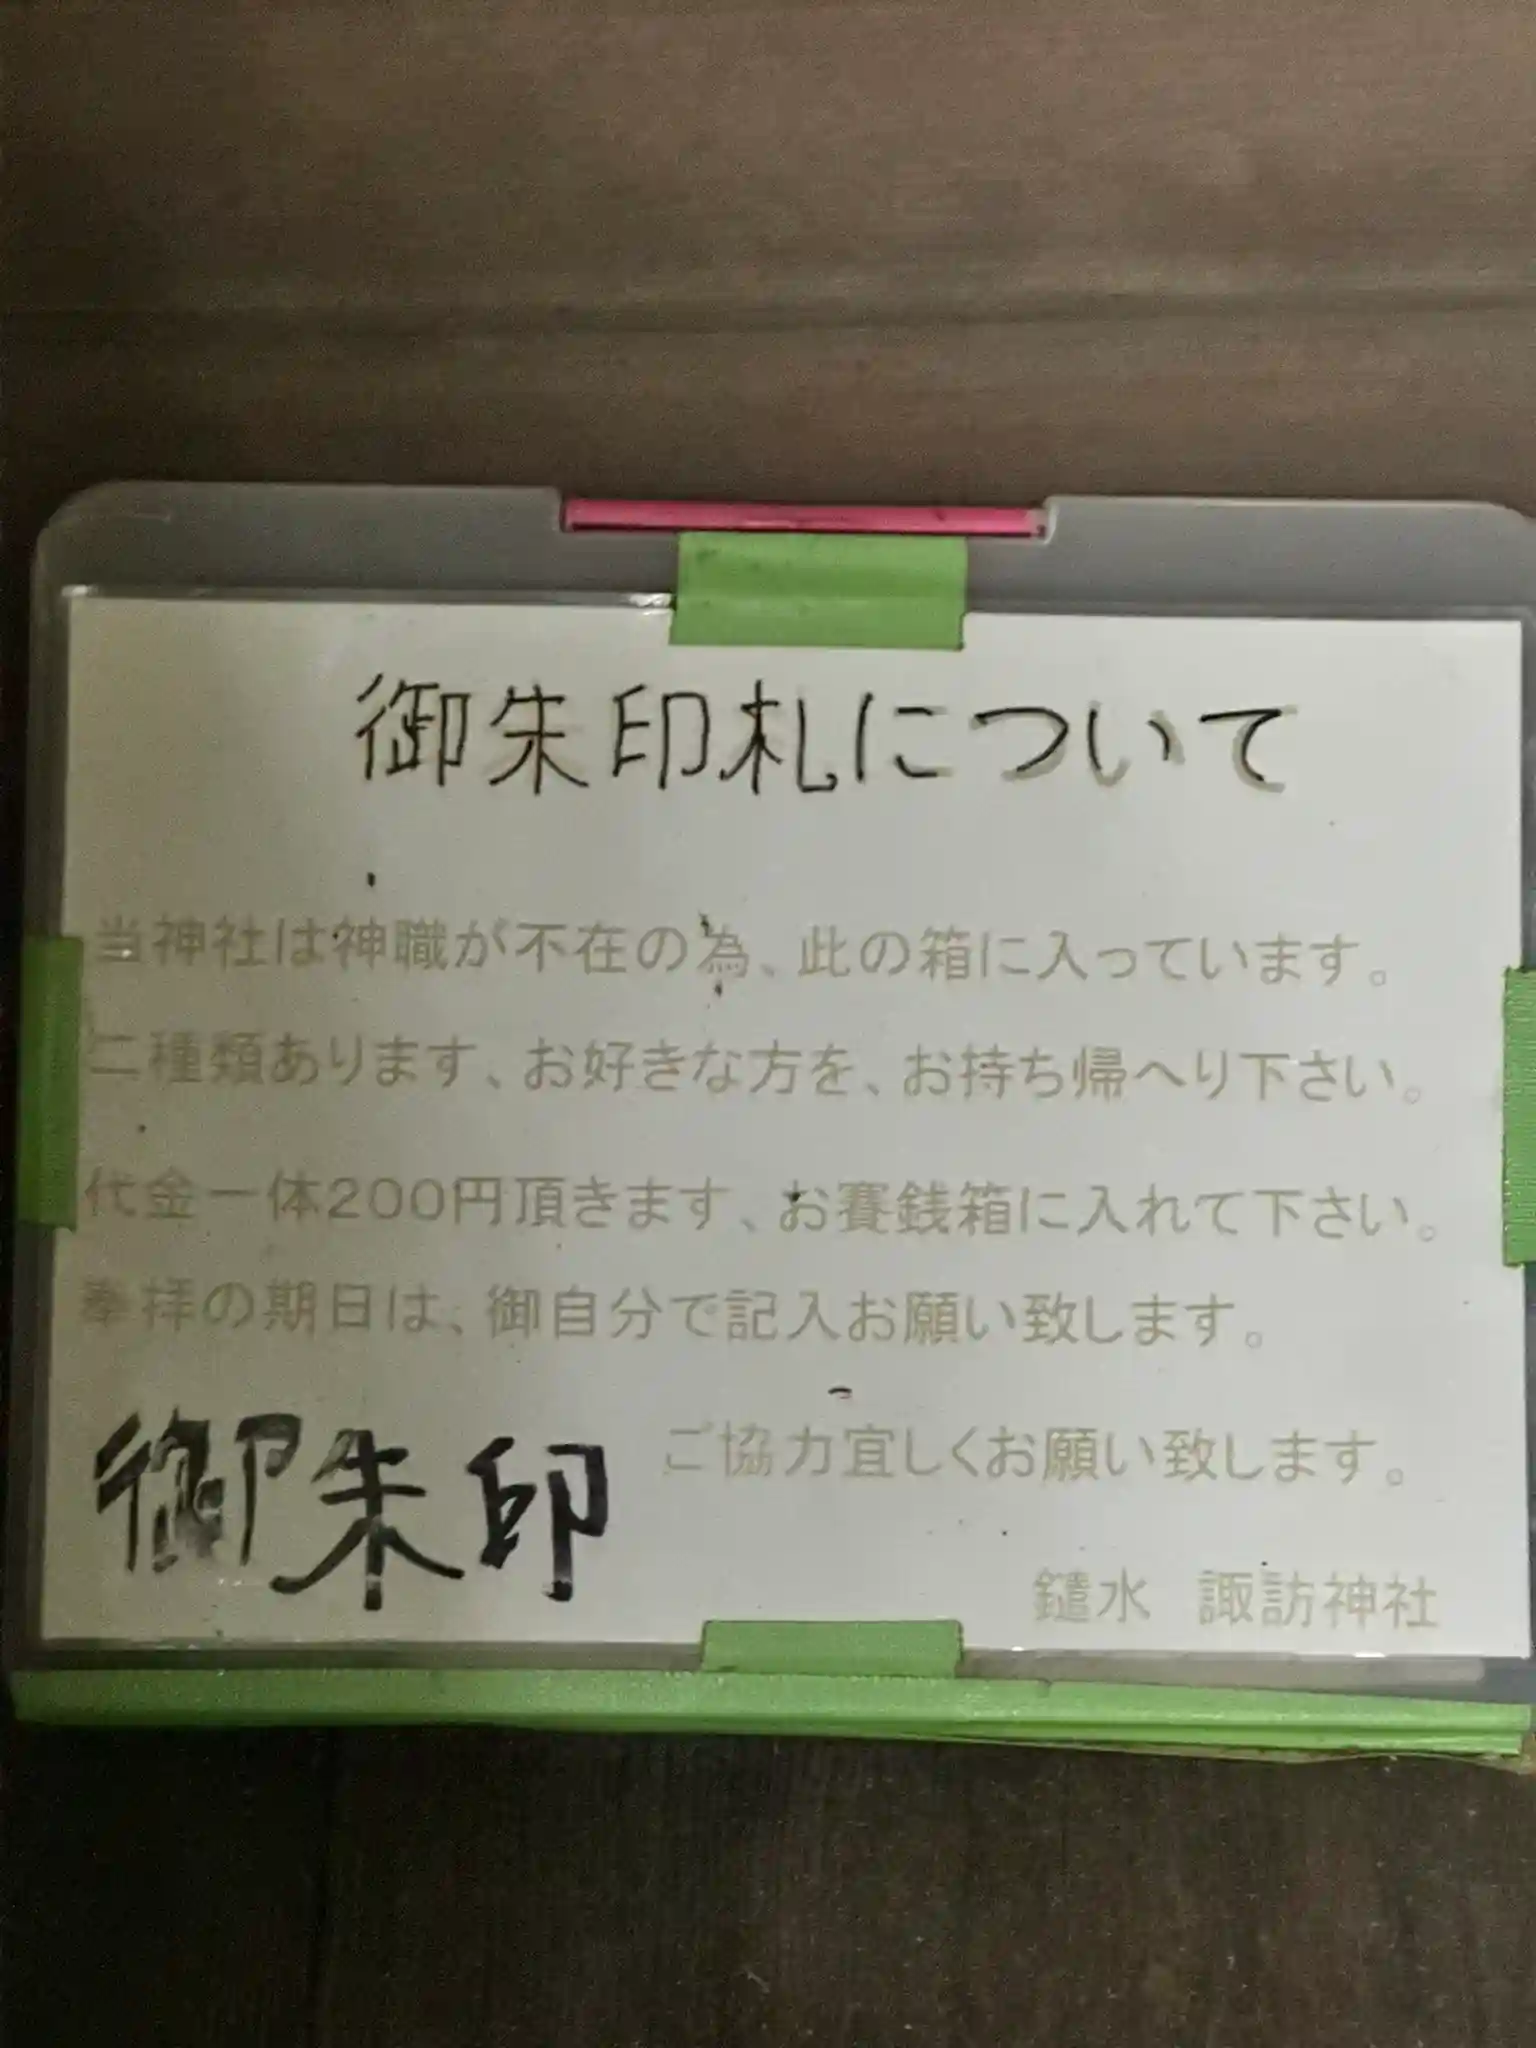 御朱印札について
当神社は神職が不在の為、此の箱に入っています。
二種類あります、お好きな方を、お持ち帰へり下さい。
代金一体200円頂きます、お賽銭箱に入れて下さい。
奉拝の期日は、御自分で記入お願い致します。
ご協力宜しくお願い致します。
御朱印
鑓水 諏訪神社